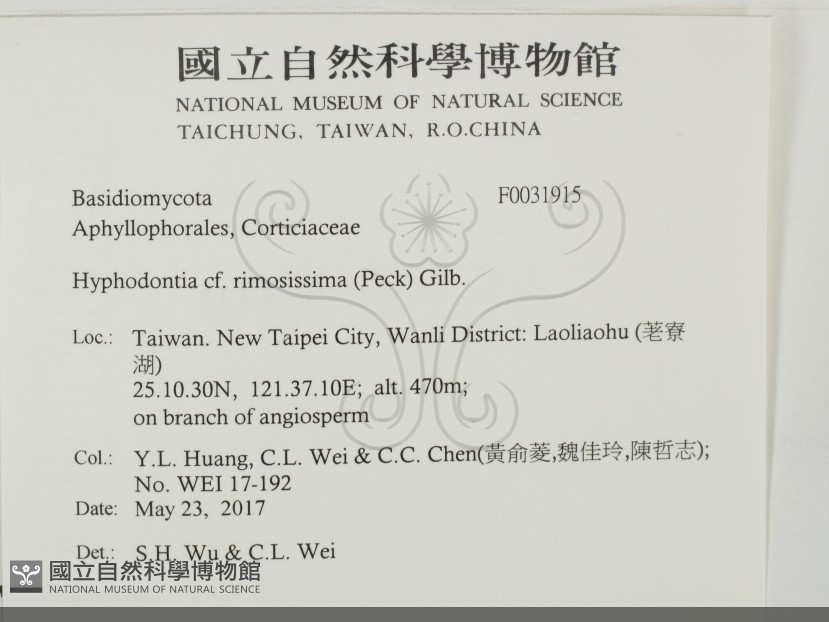 國立自然科學博物館
NATIONAL MUSEUM OF NATURAL SCIENCE
TAICHUNG, TAIWAN, R.O.CHINA
Basidiomycota F0031915
Aphyllophorales, Corticiaceae
Hyphodontia cf. rimosissima (Peck) Gilb.
Loc.: Taiwan. New Taipei City, Wanli District: Laoliaohu (荖寮
湖)
25.10.30N, 121.37.10E; alt. 470m;
on branch of angiosperm
Col.: Y.L. Huang, C.L. Wei & C.C. Chen(黃俞菱,魏佳玲,陳哲志);
No. WEI 17-192
Date: May 23, 2017
Det.: S.H. Wu & C.L. Wei
國立自然科學博物館
NATIONAL MUSEUM OF NATURAL SCIENCE